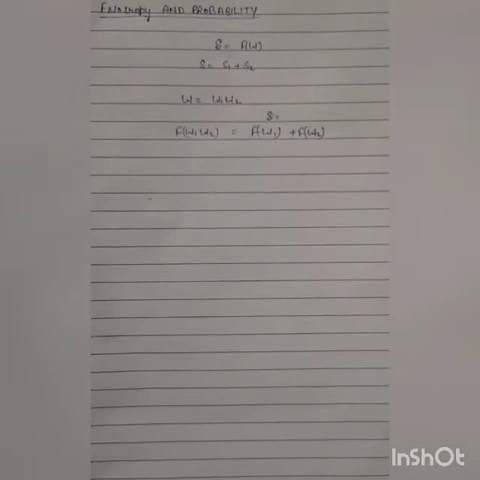 ENtropy AND PROBABILITY
S = f(W)
S = S1 + S2
W = W1W2
S =
f(W1W2) = f(W1) + f(W2)
InShOt